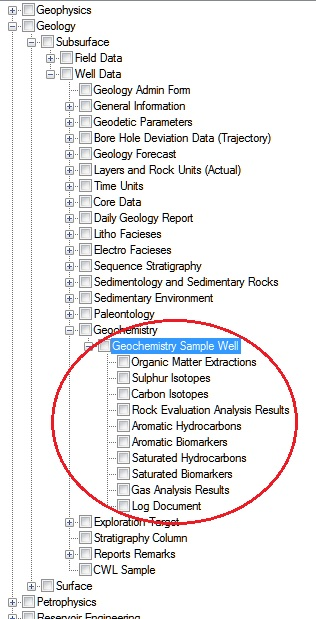 Geophysics
Geology
Subsurface
Field Data
Well Data
Geology Admin Form
General Information
Geodetic Parameters
Bore Hole Deviation Data (Trajectory)
Geology Forecast
Layers and Rock Units (Actual)
Time Units
Core Data
Daily Geology Report
Litho Facieses
Electro Facieses
Sequence Stratigraphy
Sedimentology and Sedimentary Rocks
Sedimentary Environment
Paleontology
Geochemistry
Geochemistry Sample Well
Organic Matter Extractions
Sulphur Isotopes
Carbon Isotopes
Rock Evaluation Analysis Results
Aromatic Hydrocarbons
Aromatic Biomarkers
Saturated Hydrocarbons
Saturated Biomarkers
Gas Analysis Results
Log Document
Exploration Target
Stratigraphy Column
Reports Remarks
CWL Sample
Surface
Petrophysics
Reservoir Engineering